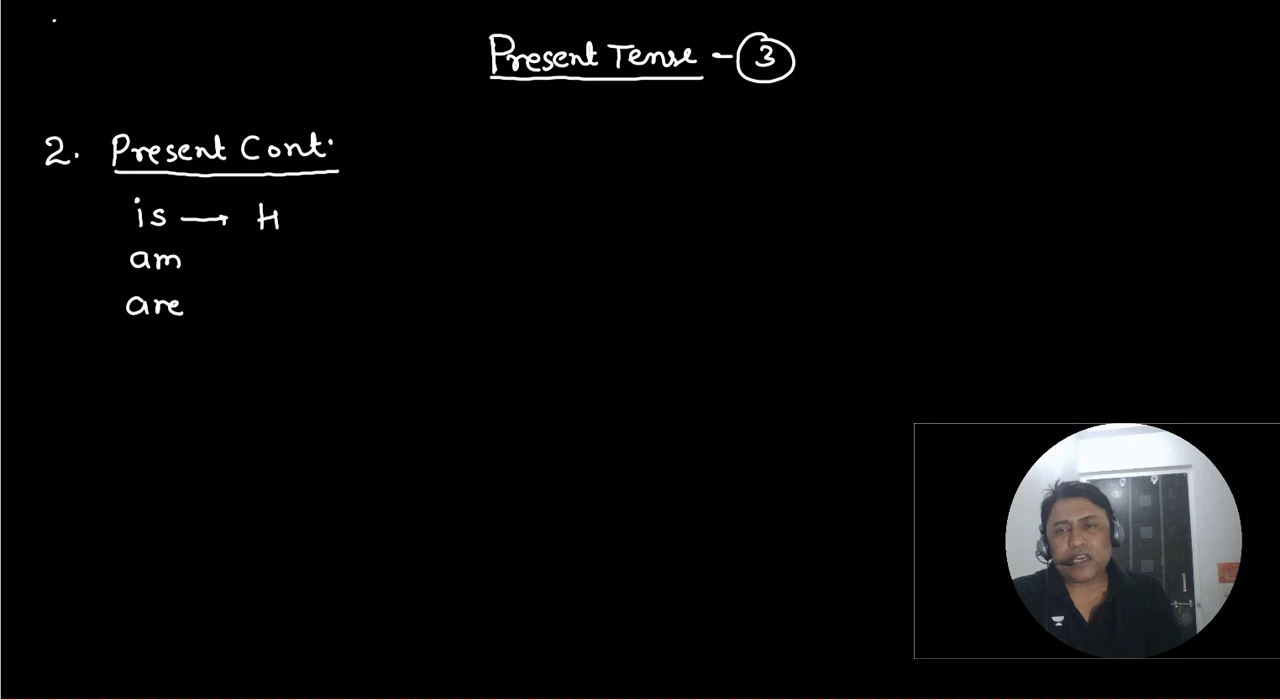 Present Tense - 3
2. Present Cont.
is → H
am
are